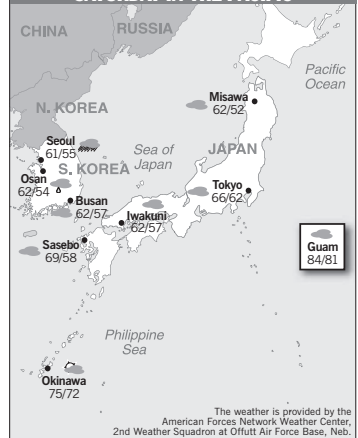 CHINA
RUSSIA
Pacific
Ocean
N. KOREA
Misawa
62/52
Seoul
61/55
Sea of
Japan
JAPAN
S. KOREA
Osan
62/54
Tokyo
66/62
Busan
62/57
Iwakuni
62/57
Sasebo
69/58
Guam
84/81
Philippine
Sea
Okinawa
75/72
The weather is provided by the
American Forces Network Weather Center,
2nd Weather Squadron at Offutt Air Force Base, Neb.